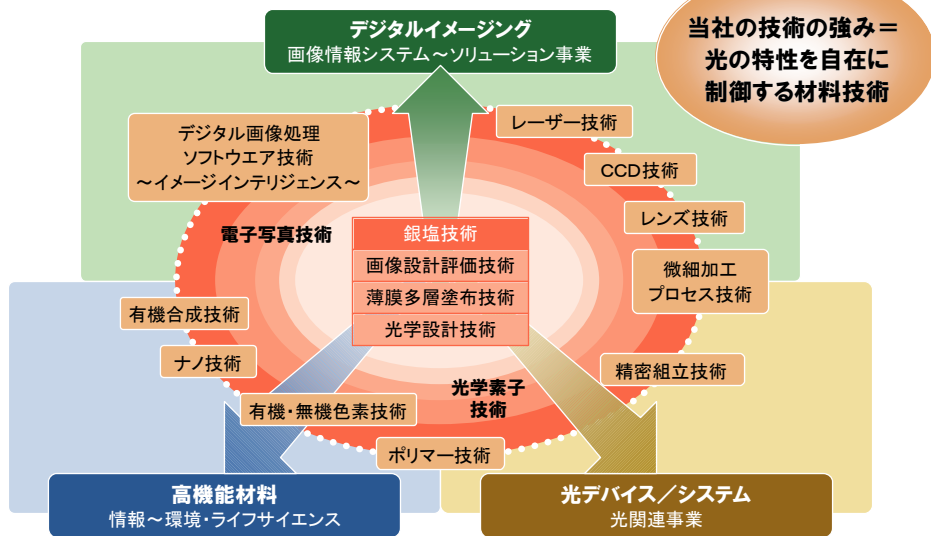 デジタルイメージング
画像情報システム～ソリューション事業
当社の技術の強み＝
光の特性を自在に
制御する材料技術
デジタル画像処理
ソフトウエア技術
～イメージインテリジェンス～
レーザー技術
CCD技術
レンズ技術
微細加工
プロセス技術
電子写真技術
銀塩技術
画像設計評価技術
薄膜多層塗布技術
光学設計技術
有機合成技術
ナノ技術
有機・無機色素技術
ポリマー技術
光学素子
技術
精密組立技術
高機能材料
情報～環境・ライフサイエンス
光デバイス／システム
光関連事業